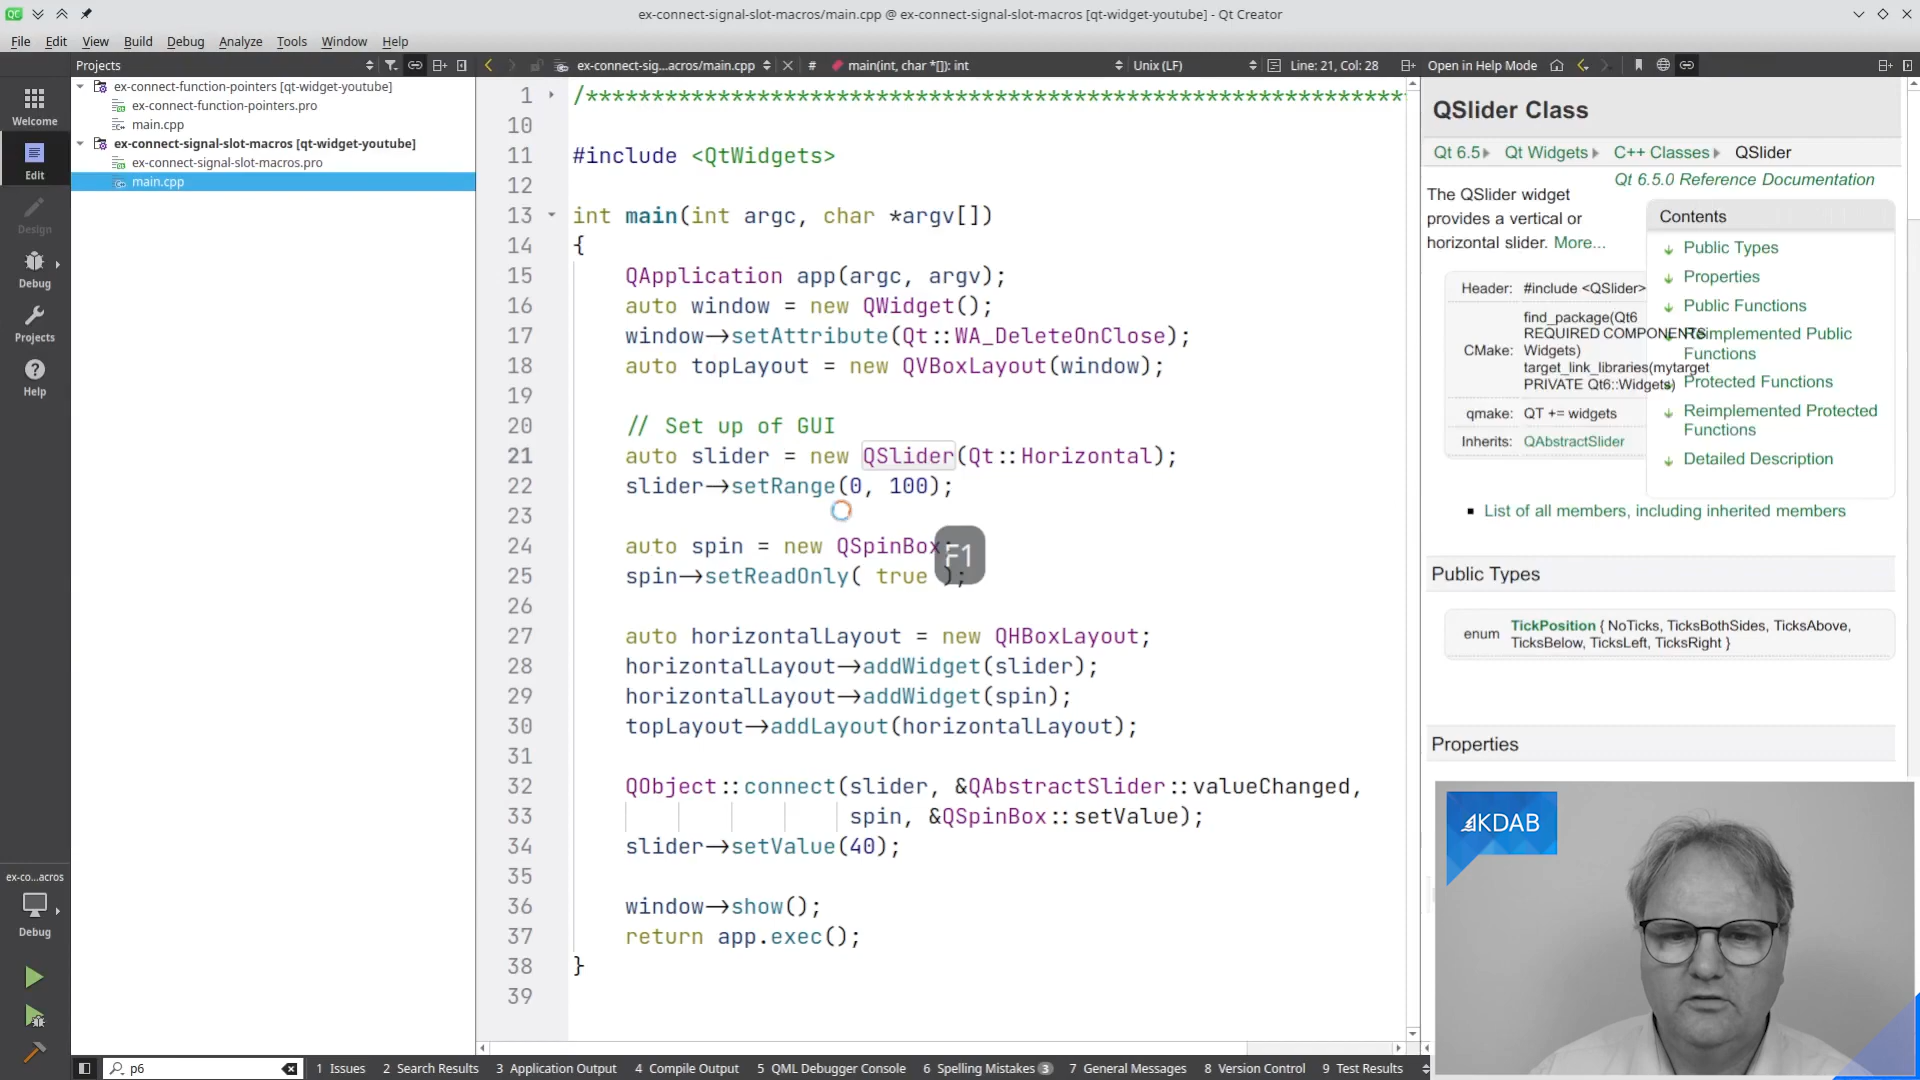 ex-connect-signal-slot-macros/main.cpp @ ex-connect-signal-slot-macros [qt-widget-youtube] - Qt Creator
File Edit View Build Debug Analyze Tools Window Help
Projects
ex-connect-sig...acros/main.cpp
# main(int, char *[]): int
Unix (LF)
Line: 21, Col: 28
Open in Help Mode
Welcome
Edit
Design
Debug
Projects
Help
ex-co...acros
Debug
ex-connect-function-pointers [qt-widget-youtube]
ex-connect-function-pointers.pro
main.cpp
ex-connect-signal-slot-macros [qt-widget-youtube]
ex-connect-signal-slot-macros.pro
main.cpp
1 /***************************************************************
10
11 #include <QtWidgets>
12
13 int main(int argc, char *argv[])
14 {
15 QApplication app(argc, argv);
16 auto window = new QWidget();
17 window->setAttribute(Qt::WA_DeleteOnClose);
18 auto topLayout = new QVBoxLayout(window);
19
20 // Set up of GUI
21 auto slider = new QSlider(Qt::Horizontal);
22 slider->setRange(0, 100);
23
24 auto spin = new QSpinBox;
25 spin->setReadOnly( true );
26
27 auto horizontalLayout = new QHBoxLayout;
28 horizontalLayout->addWidget(slider);
29 horizontalLayout->addWidget(spin);
30 topLayout->addLayout(horizontalLayout);
31
32 QObject::connect(slider, &QAbstractSlider::valueChanged,
33 spin, &QSpinBox::setValue);
34 slider->setValue(40);
35
36 window->show();
37 return app.exec();
38 }
39
F1
QSlider Class
Qt 6.5 Qt Widgets C++ Classes QSlider
Qt 6.5.0 Reference Documentation
The QSlider widget
provides a vertical or
horizontal slider. More...
Contents
Public Types
Properties
Public Functions
Reimplemented Public
Functions
Protected Functions
Reimplemented Protected
Functions
Detailed Description
Header: #include <QSlider>
CMake: find_package(Qt6
REQUIRED COMPONENTS
Widgets)
target_link_libraries(mytarget
PRIVATE Qt6::Widgets)
qmake: QT += widgets
Inherits: QAbstractSlider
List of all members, including inherited members
Public Types
enum TickPosition { NoTicks, TicksBothSides, TicksAbove,
TicksBelow, TicksLeft, TicksRight }
Properties
KDAB
p6
1 Issues 2 Search Results 3 Application Output 4 Compile Output 5 QML Debugger Console 6 Spelling Mistakes 3 7 General Messages 8 Version Control 9 Test Results